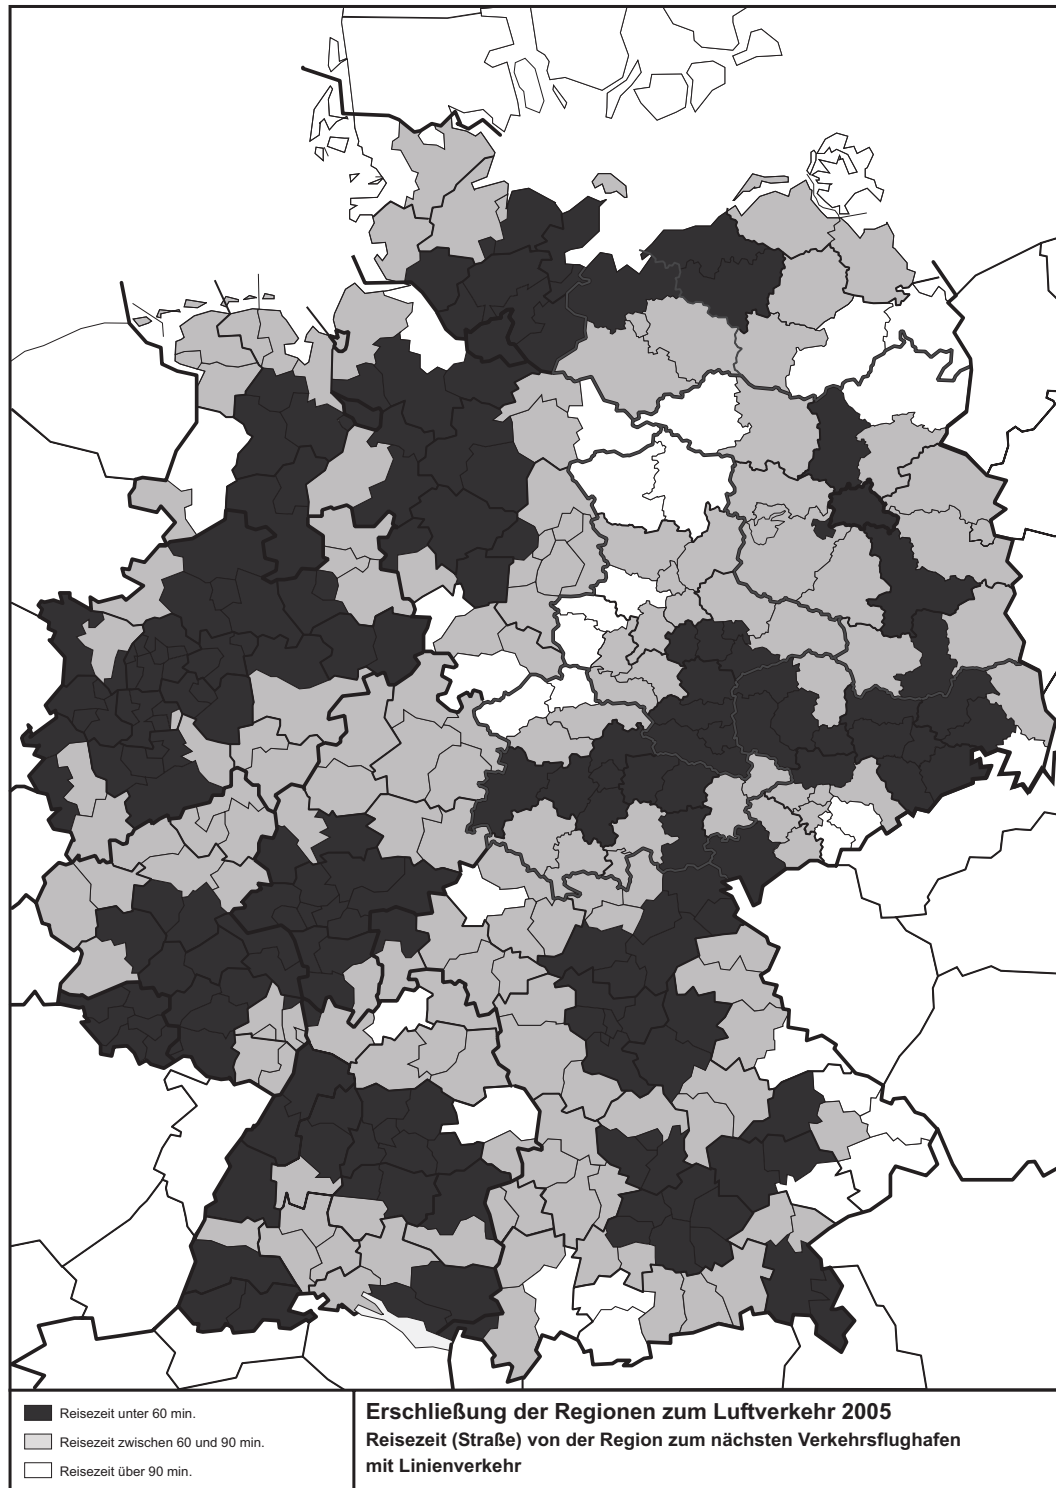 Reisezeit unter 60 min.
Reisezeit zwischen 60 und 90 min.
Reisezeit über 90 min.
Erschließung der Regionen zum Luftverkehr 2005
Reisezeit (Straße) von der Region zum nächsten Verkehrsflughafen
mit Linienverkehr